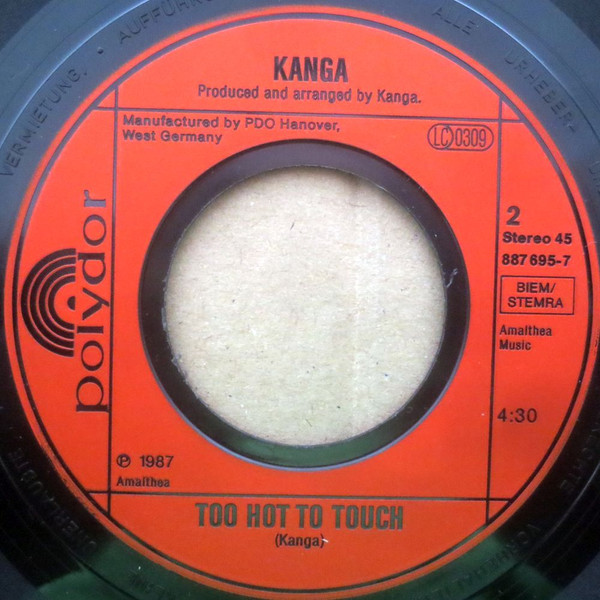 VERMIETUNG.
ALLE
URHEBER-
KANGA
Produced and arranged by Kanga.
Manufactured by PDO Hanover,
West Germany
LC 0309
2
Stereo 45
887 695-7
BIEM/
STEMRA
Amalthea
Music
4:30
polydor
℗ 1987
Amalthea
TOO HOT TO TOUCH
(Kanga)